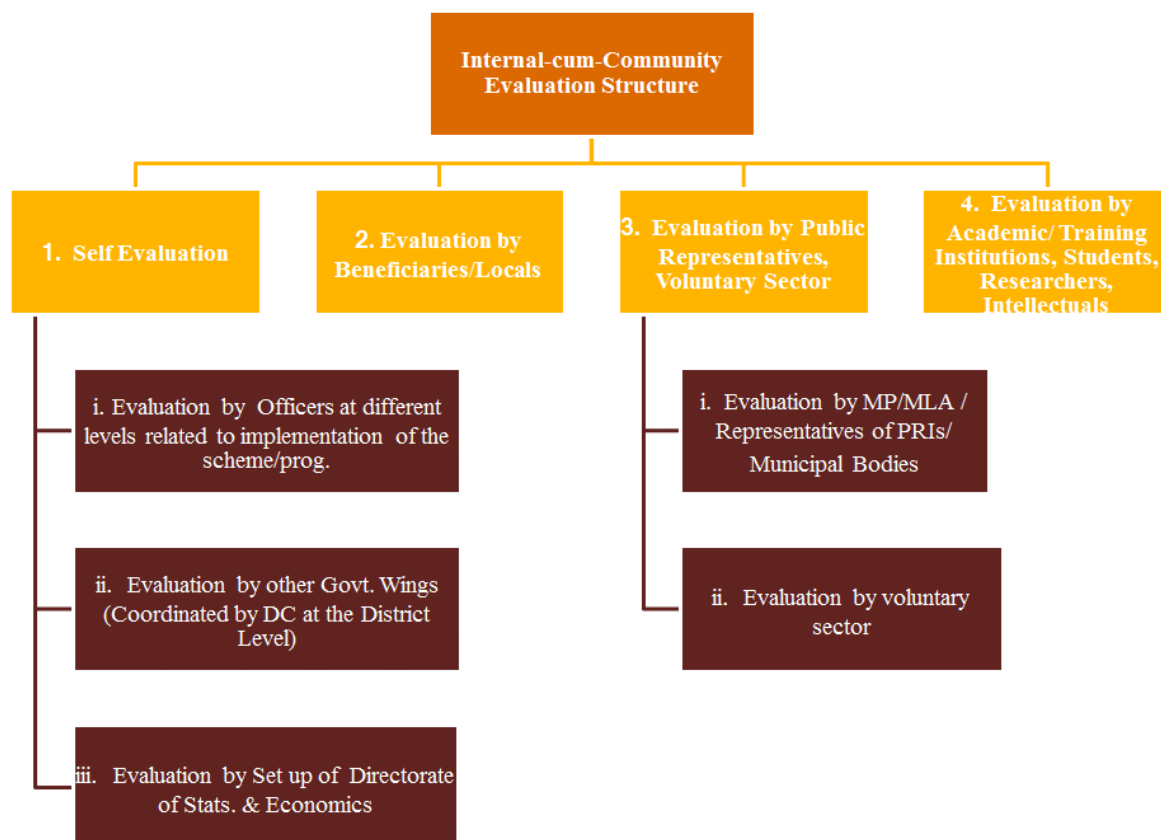 Internal-cum-Community
Evaluation Structure
1. Self Evaluation
2. Evaluation by
Beneficiaries/Locals
3. Evaluation by Public
Representatives,
Voluntary Sector
4. Evaluation by
Academic/ Training
Institutions, Students,
Researchers,
Intellectuals
i. Evaluation by Officers at different
levels related to implementation of the
scheme/prog.
ii. Evaluation by other Govt. Wings
(Coordinated by DC at the District
Level)
iii. Evaluation by Set up of Directorate
of Stats. & Economics
i. Evaluation by MP/MLA /
Representatives of PRIs/
Municipal Bodies
ii. Evaluation by voluntary
sector